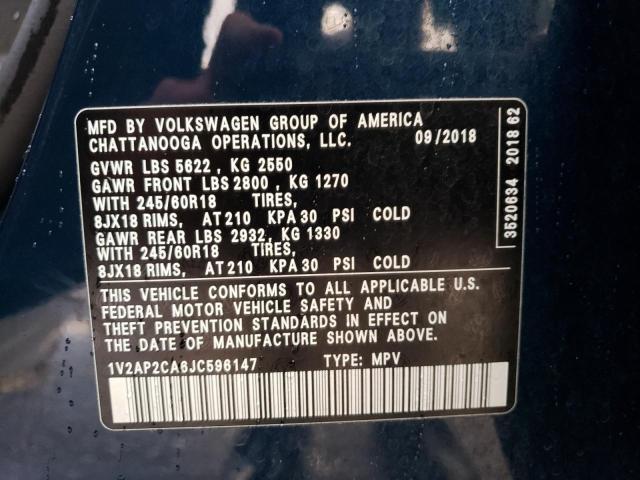 MFD BY VOLKSWAGEN GROUP OF AMERICA
CHATTANOOGA OPERATIONS, LLC. 09/2018
GVWR LBS 5622 , KG 2550
GAWR FRONT LBS 2800 , KG 1270
WITH 245/60R18 TIRES,
8JX18 RIMS, AT 210 KPA 30 PSI COLD
GAWR REAR LBS 2932, KG 1330
WITH 245/60R18 TIRES,
8JX18 RIMS, AT 210 KPA 30 PSI COLD
THIS VEHICLE CONFORMS TO ALL APPLICABLE U.S.
FEDERAL MOTOR VEHICLE SAFETY AND
THEFT PREVENTION STANDARDS IN EFFECT ON
THE DATE OF MANUFACTURE SHOWN ABOVE.
1V2AP2CA6JC596147 TYPE: MPV
3520634 2018 62